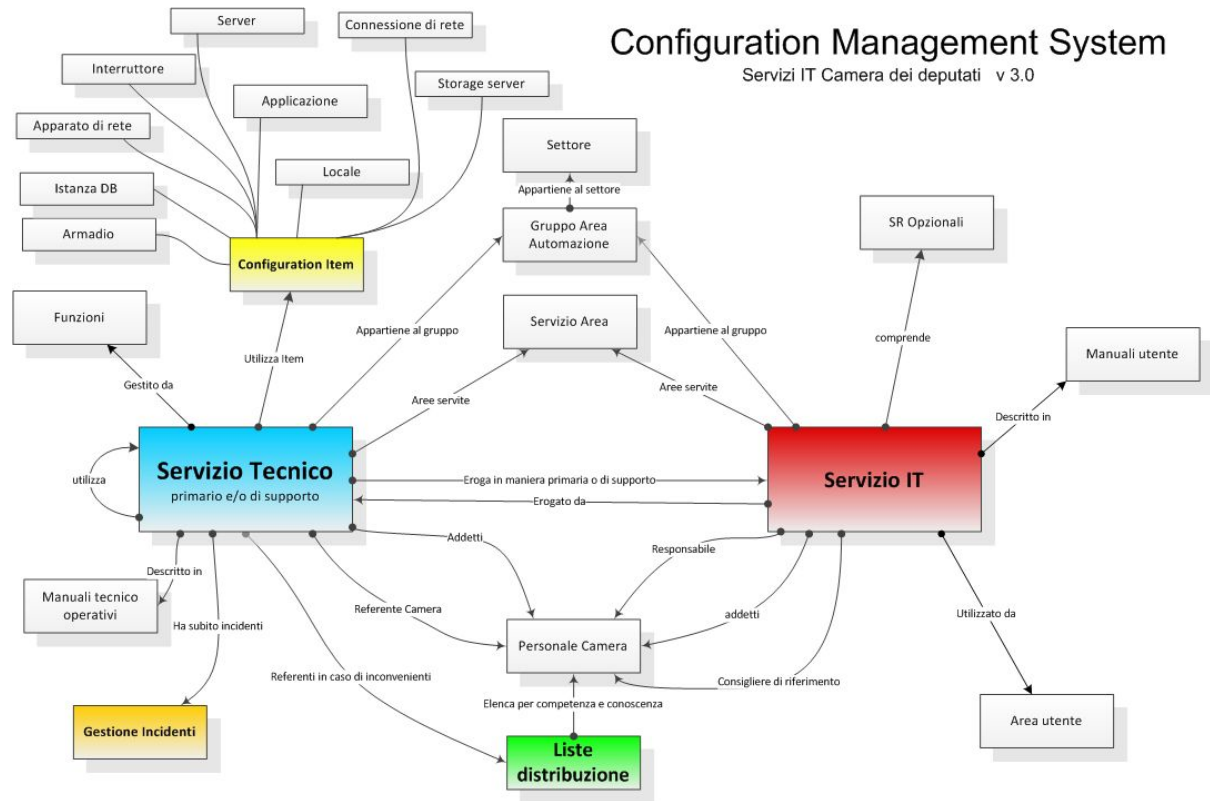 Configuration Management System
Servizi IT Camera dei deputati v 3.0
Server
Connessione di rete
Interruttore
Storage server
Applicazione
Apparato di rete
Locale
Istanza DB
Armadio
Configuration Item
Settore
Appartiene al settore
Gruppo Area
Automazione
SR Opzionali
Funzioni
Servizio Area
Appartiene al gruppo
Appartiene al gruppo
comprende
Manuali utente
Utilizza Item
Gestito da
Aree servite
Aree servite
Descritto in
Servizio Tecnico
primario e/o di supporto
utilizza
Eroga in maniera primaria o di supporto
Erogato da
Servizio IT
Addetti
Responsabile
Descritto in
Manuali tecnico
operativi
Referente Camera
addetti
Utilizzato da
Ha subito incidenti
Personale Camera
Referenti in caso di inconvenienti
Consigliere di riferimento
Elenca per competenza e conoscenza
Gestione Incidenti
Area utente
Liste
distribuzione